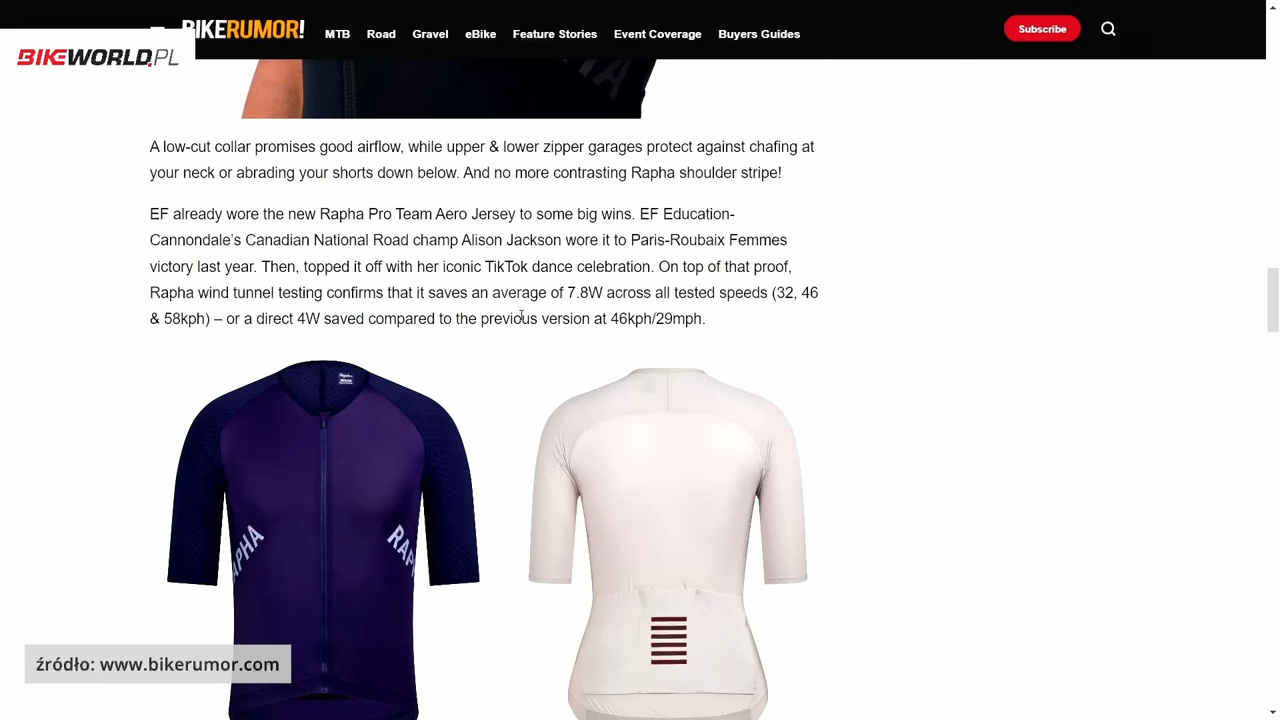 BIKERUMOR!
MTB Road Gravel eBike Feature Stories Event Coverage Buyers Guides
Subscribe
BIKEWORLD.PL
A low-cut collar promises good airflow, while upper & lower zipper garages protect against chafing at
your neck or abrading your shorts down below. And no more contrasting Rapha shoulder stripe!
EF already wore the new Rapha Pro Team Aero Jersey to some big wins. EF Education-
Cannondale’s Canadian National Road champ Alison Jackson wore it to Paris-Roubaix Femmes
victory last year. Then, topped it off with her iconic TikTok dance celebration. On top of that proof,
Rapha wind tunnel testing confirms that it saves an average of 7.8W across all tested speeds (32, 46
& 58kph) – or a direct 4W saved compared to the previous version at 46kph/29mph.
RAPHA
RAPH
źródło: www.bikerumor.com